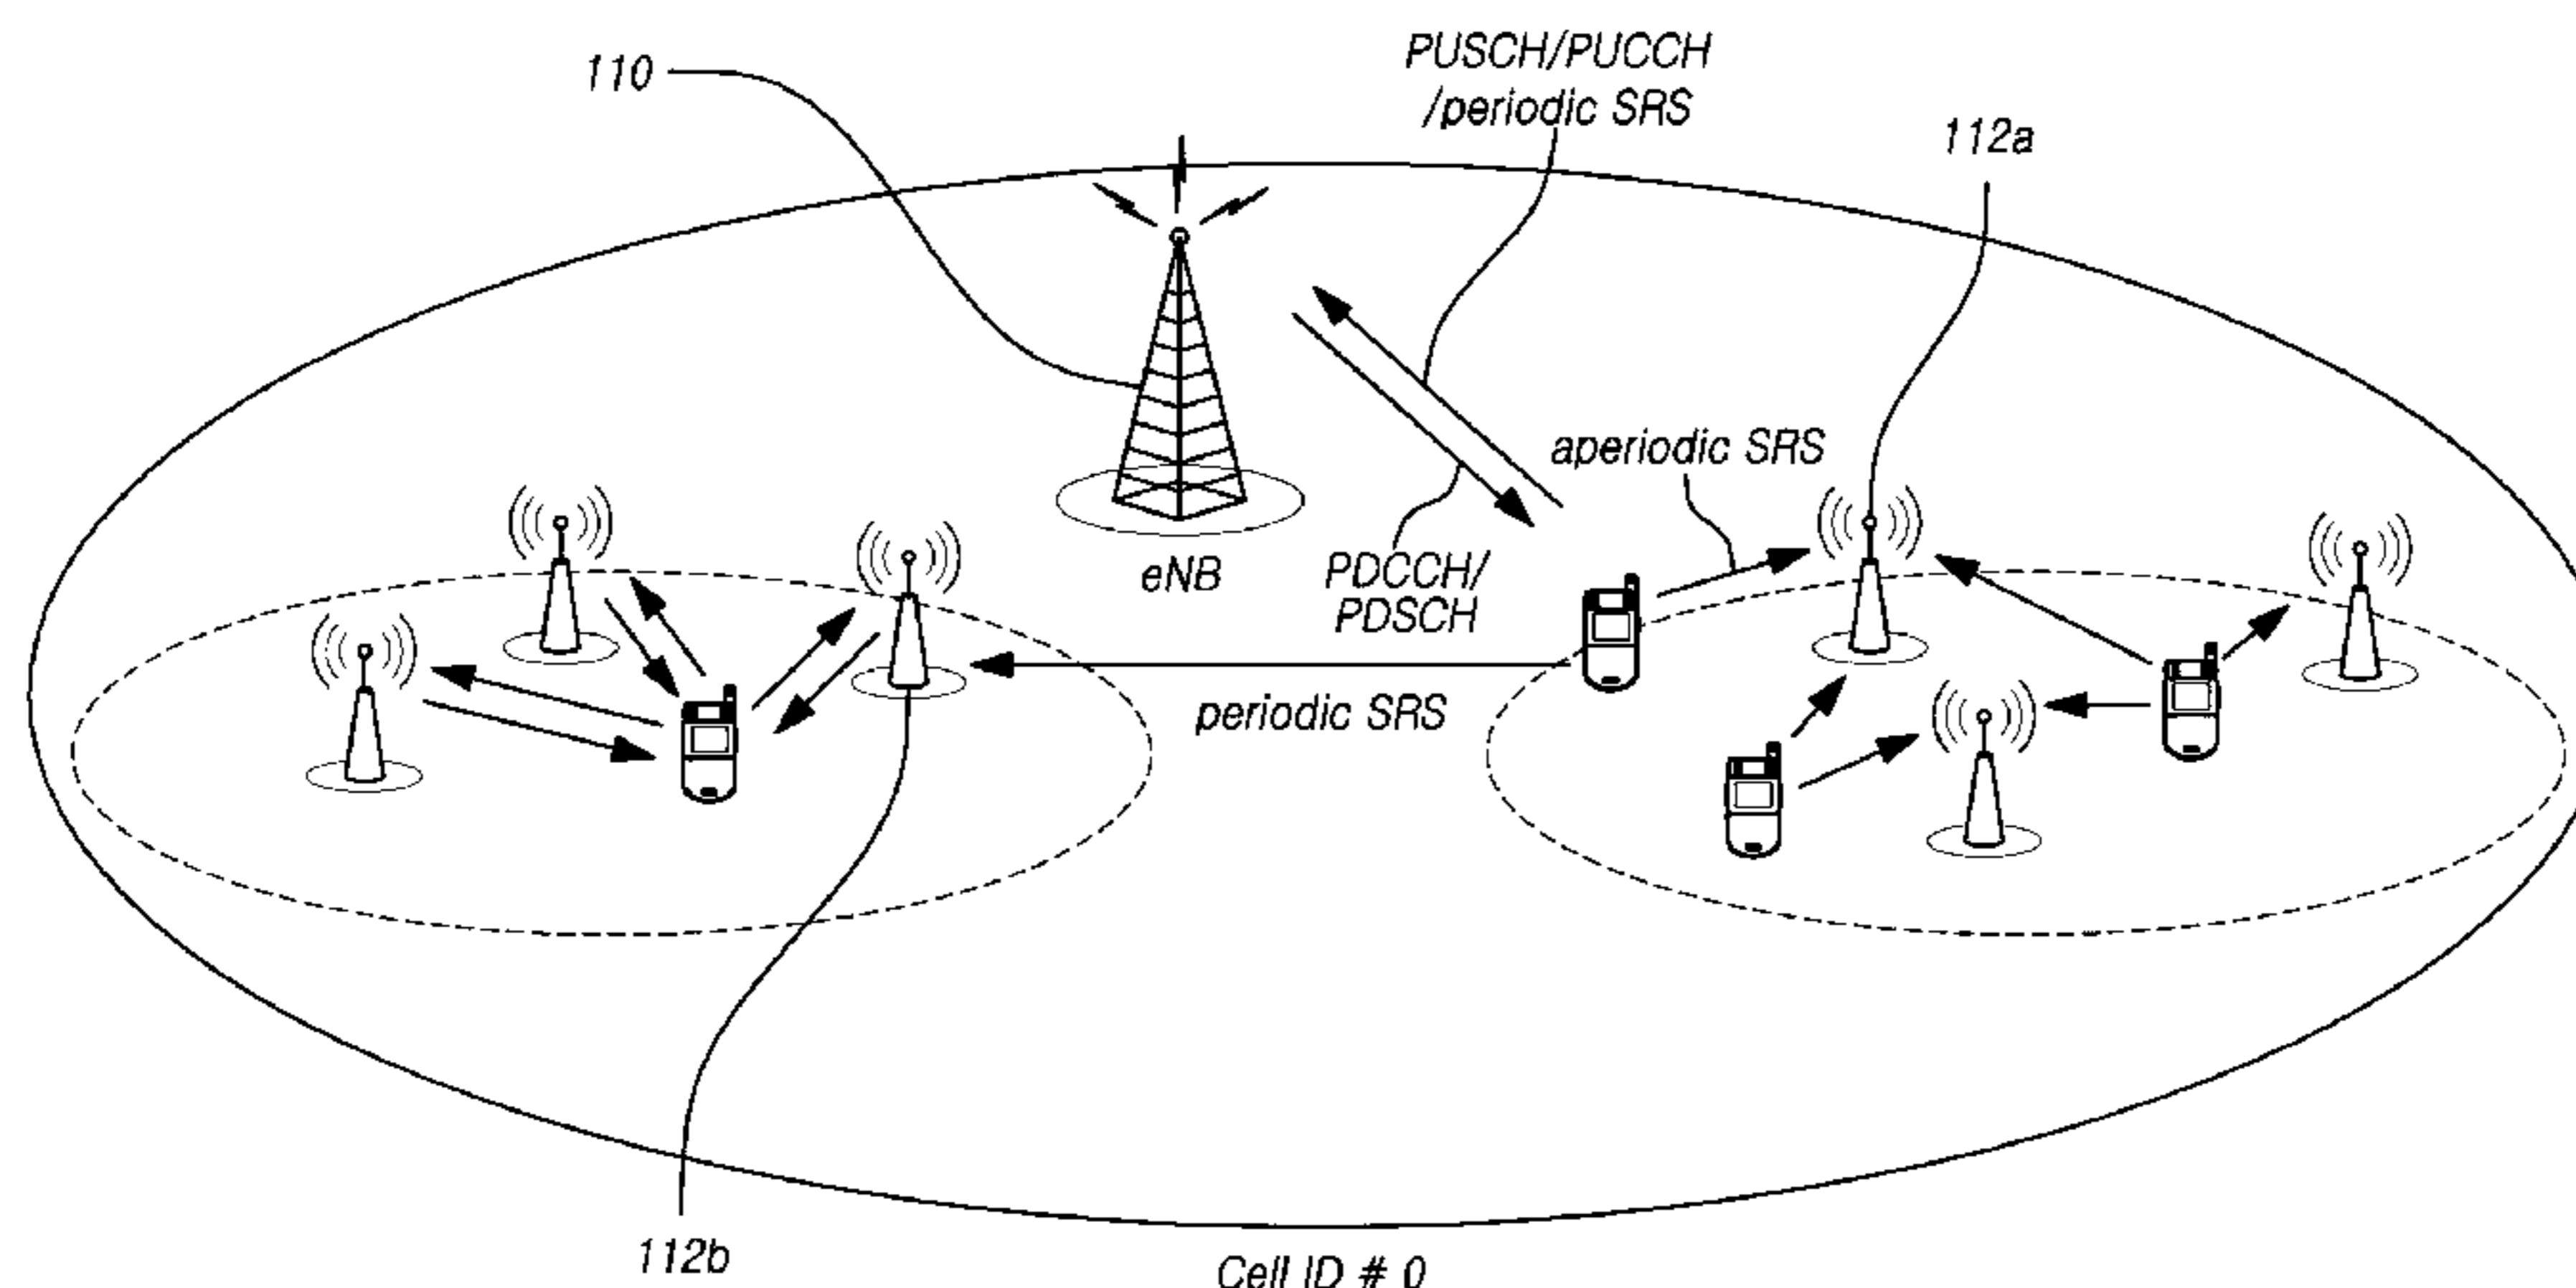 110
PUSCH/PUCCH
/periodic SRS
112a
aperiodic SRS
eNB
PDCCH/
PDSCH
periodic SRS
112b
Cell ID # 0